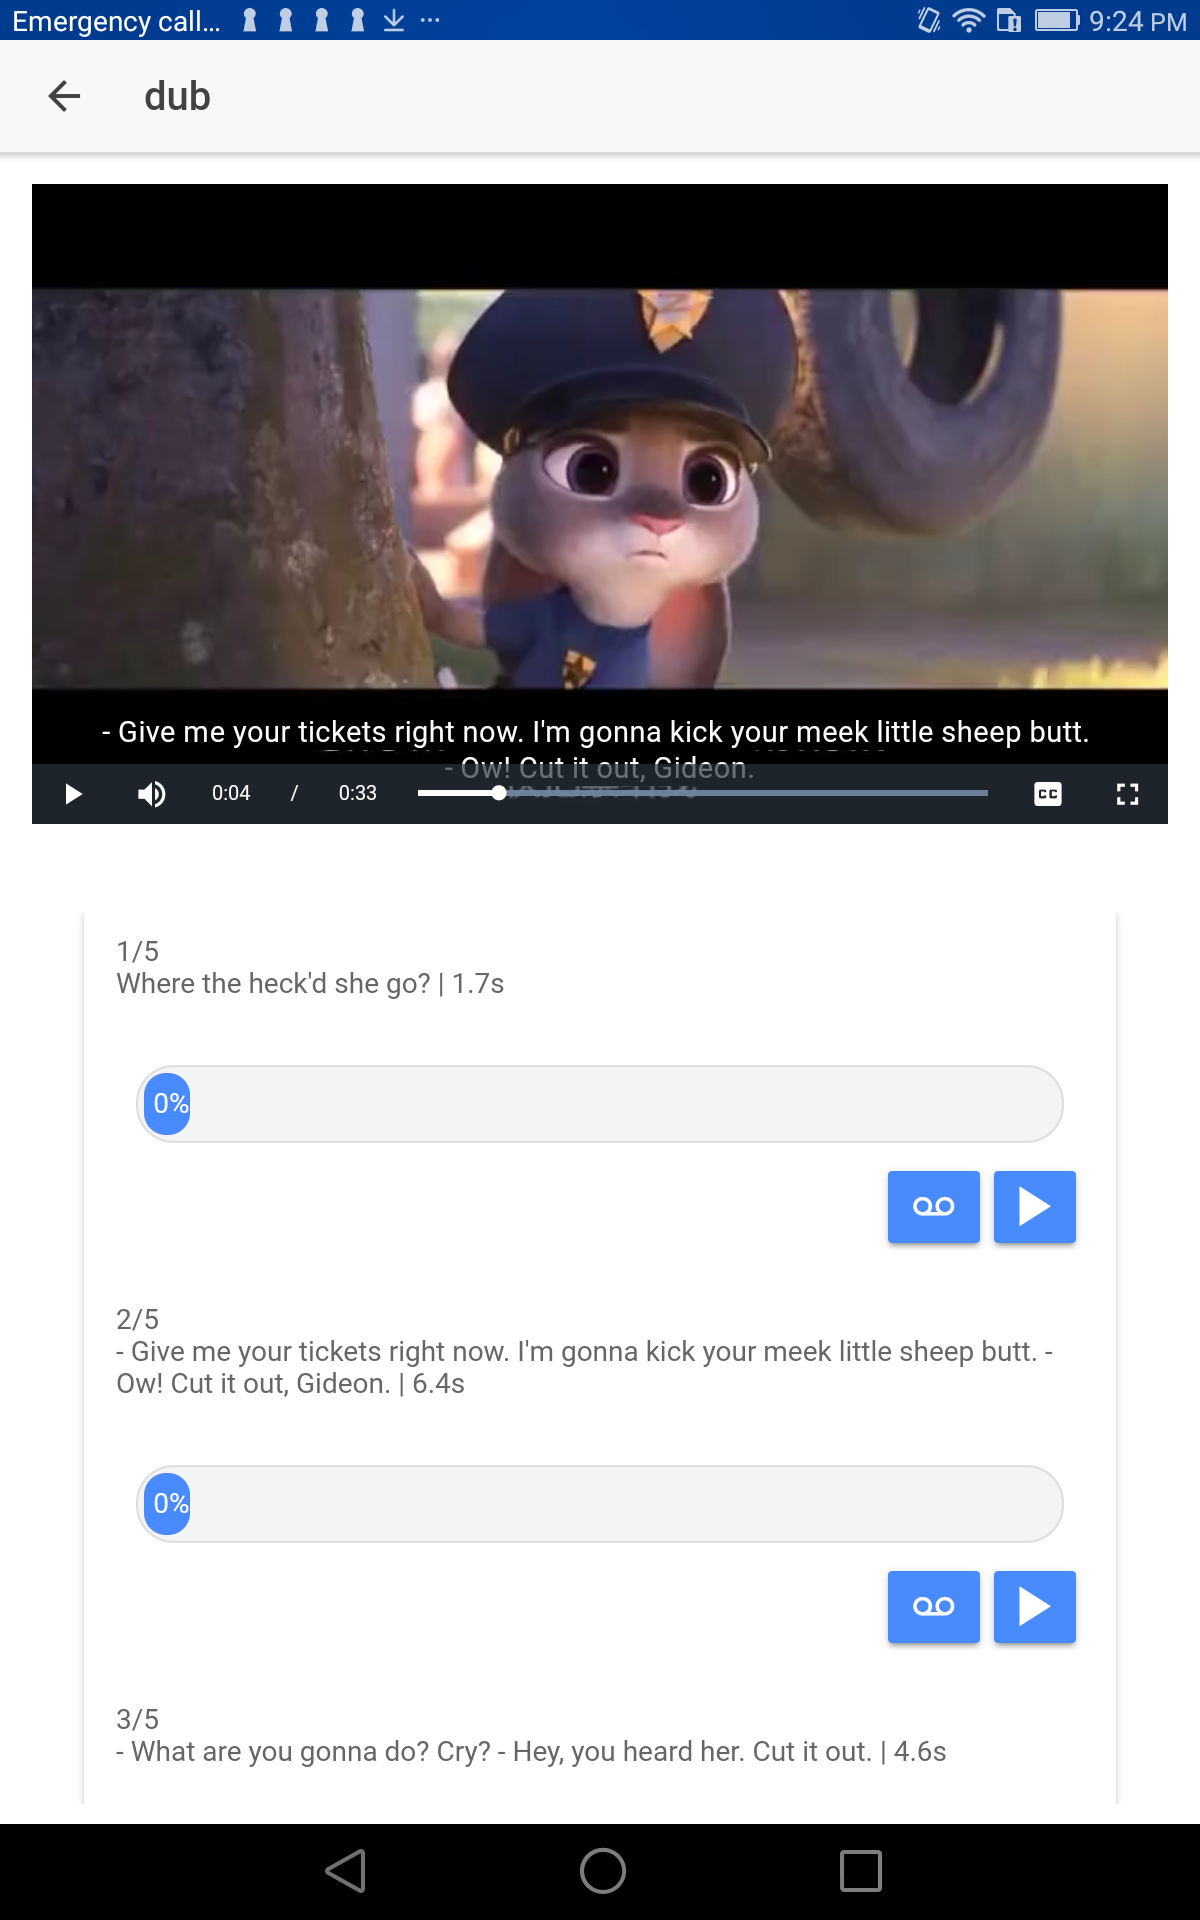 Emergency call...
9:24 PM
dub
- Give me your tickets right now. I'm gonna kick your meek little sheep butt.
- Ow! Cut it out, Gideon.
0:04 / 0:33
CC
1/5
Where the heck'd she go? | 1.7s
0%
2/5
- Give me your tickets right now. I'm gonna kick your meek little sheep butt. -
Ow! Cut it out, Gideon. | 6.4s
0%
3/5
- What are you gonna do? Cry? - Hey, you heard her. Cut it out. | 4.6s